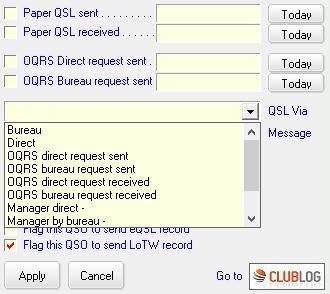 Paper QSL sent . . . . . . . . Today
Paper QSL received . . . . . Today
OQRS Direct request sent . Today
OQRS Bureau request sent Today
QSL Via
Bureau
Message
Direct
OQRS direct request sent
OQRS bureau request sent
OQRS direct request received
OQRS bureau request received
Manager direct -
Manager by bureau -
Flag this QSO to send eQSL record
Flag this QSO to send LoTW record
Apply Cancel Go to CLUBLOG